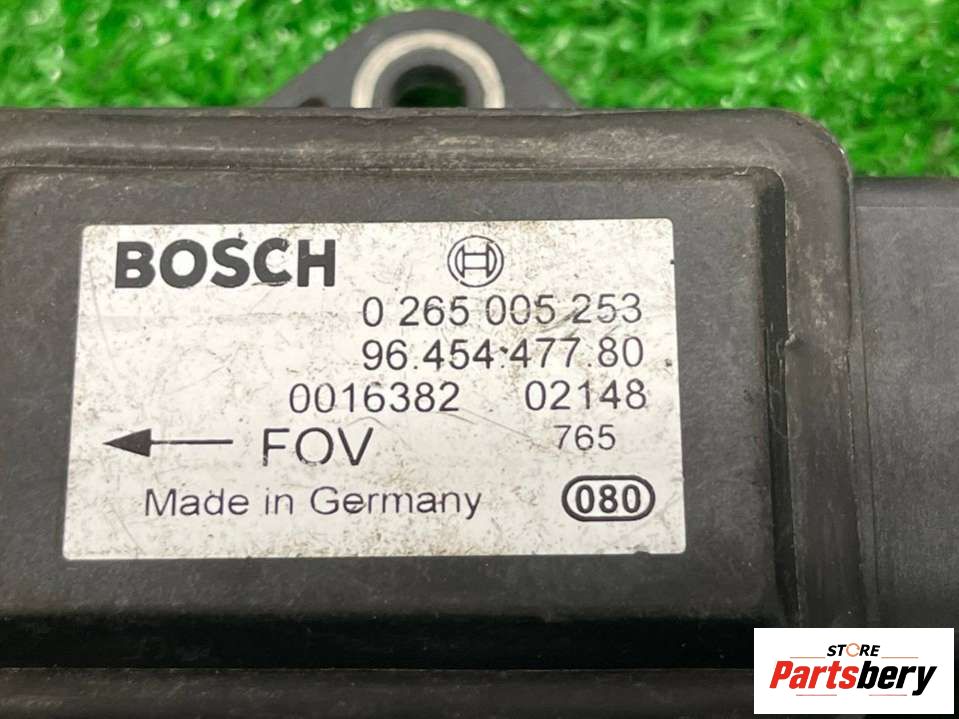 BOSCH
0 265 005 253
96.454.477.80
0016382 02148
FOV 765
Made in Germany 080
STORE
Partsbery